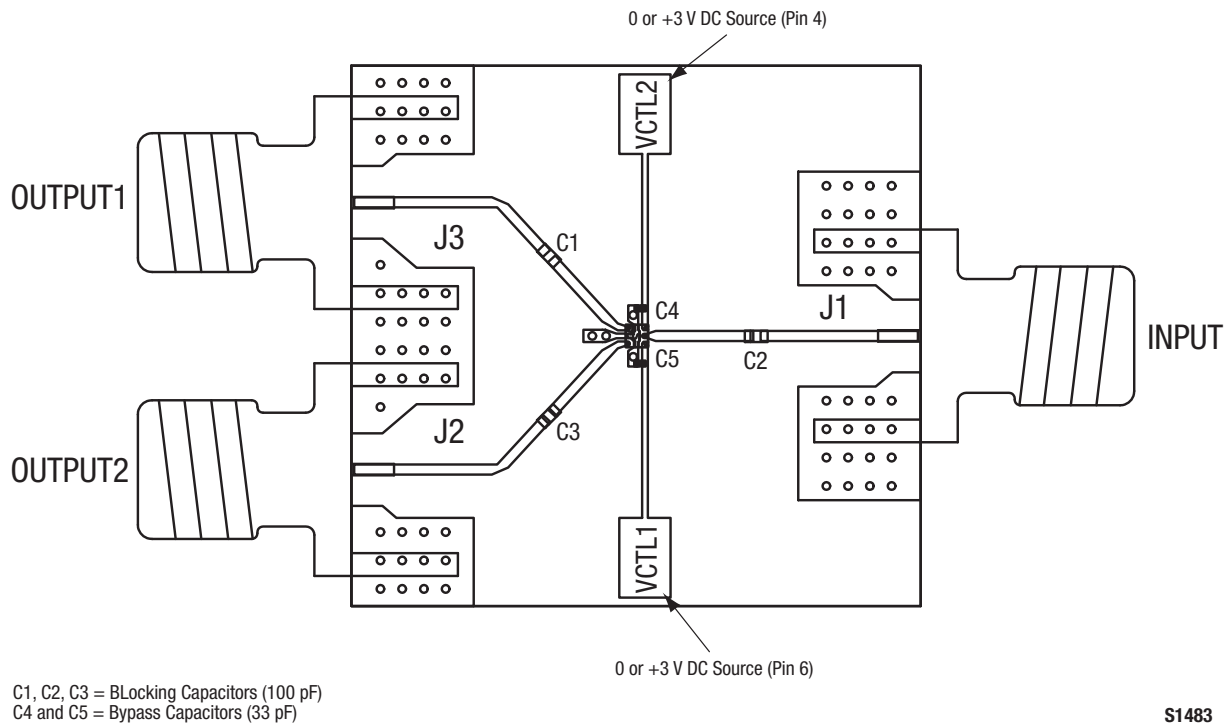 0 or +3 V DC Source (Pin 4)
VCTL2
OUTPUT1
J3
C1
C4
J1
INPUT
C5
C2
J2
C3
OUTPUT2
VCTL1
0 or +3 V DC Source (Pin 6)
C1, C2, C3 = BLocking Capacitors (100 pF)
C4 and C5 = Bypass Capacitors (33 pF)
S1483